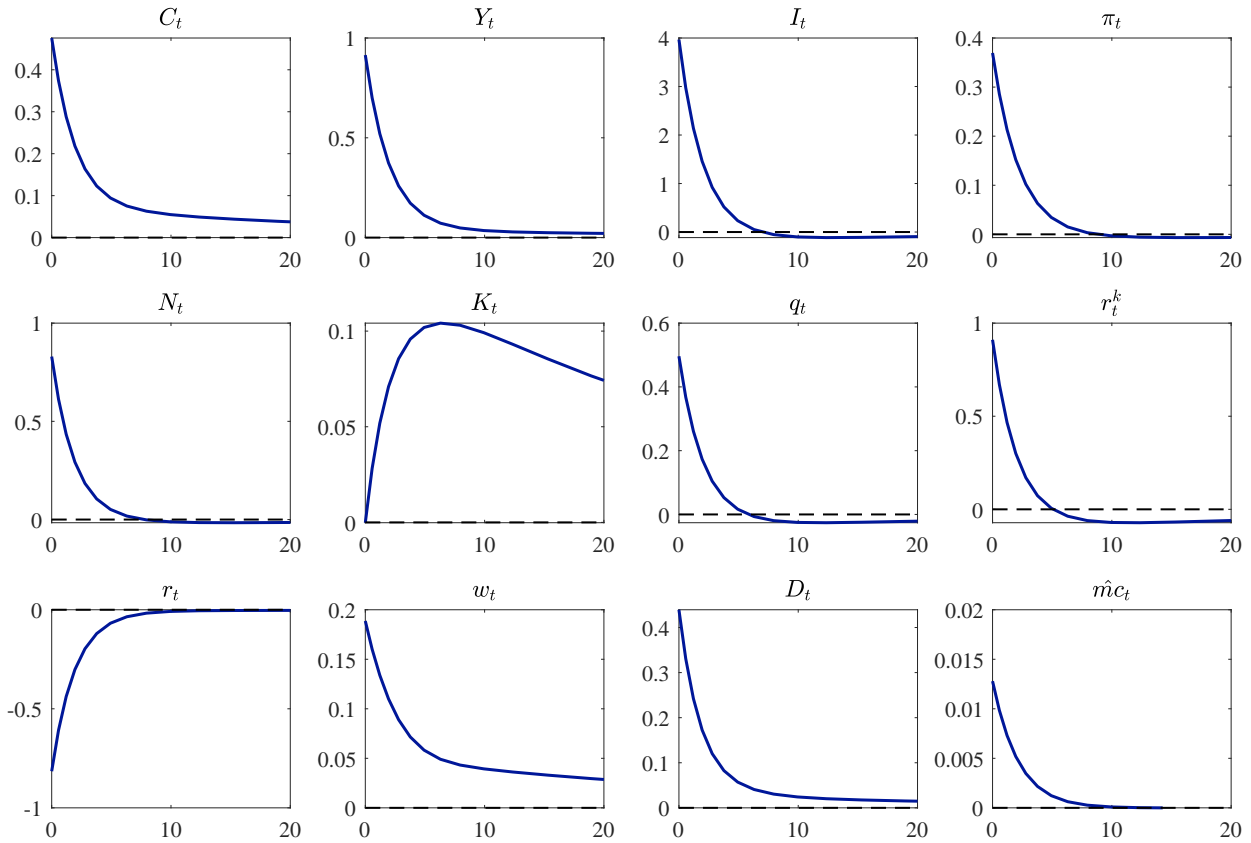 C_t Y_t I_t π_t
0.4 1 4 0.4
0.3 3 0.3
0.2 0.5 2 0.2
0.1 1 0.1
0 0 0 0
0 10 20 0 10 20 0 10 20 0 10 20
N_t K_t q_t r_t^k
1 0.1 0.6 1
0.5 0.05 0.4 0.5
0.2
0 0 0 0
0 10 20 0 10 20 0 10 20 0 10 20
r_t w_t D_t m̂c_t
0 0.2 0.4 0.02
0.15 0.3 0.015
-0.5 0.1 0.2 0.01
0.05 0.1 0.005
-1 0 0 0
0 10 20 0 10 20 0 10 20 0 10 20